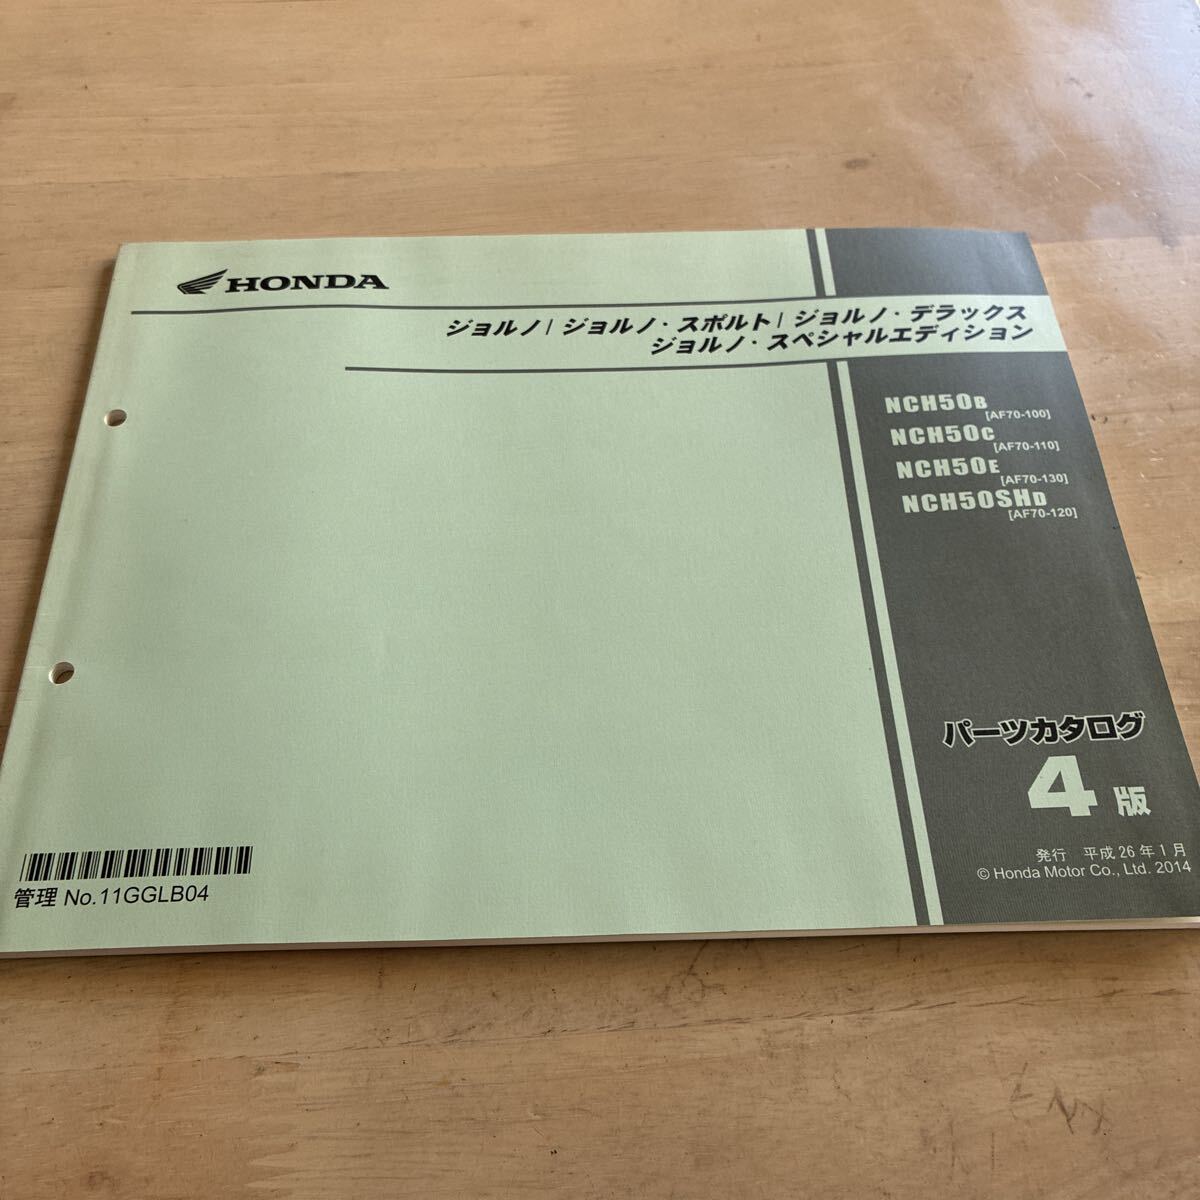 HONDA
ジョルノ/ジョルノ・スポルト/ジョルノ・デラックス
ジョルノ・スペシャルエディション
NCH50B
[AF70-100]
NCH50C
[AF70-110]
NCH50E
[AF70-130]
NCH50SHD
[AF70-120]
パーツカタログ
4版
発行 平成26年1月
© Honda Motor Co., Ltd. 2014
管理 No.11GGLB04